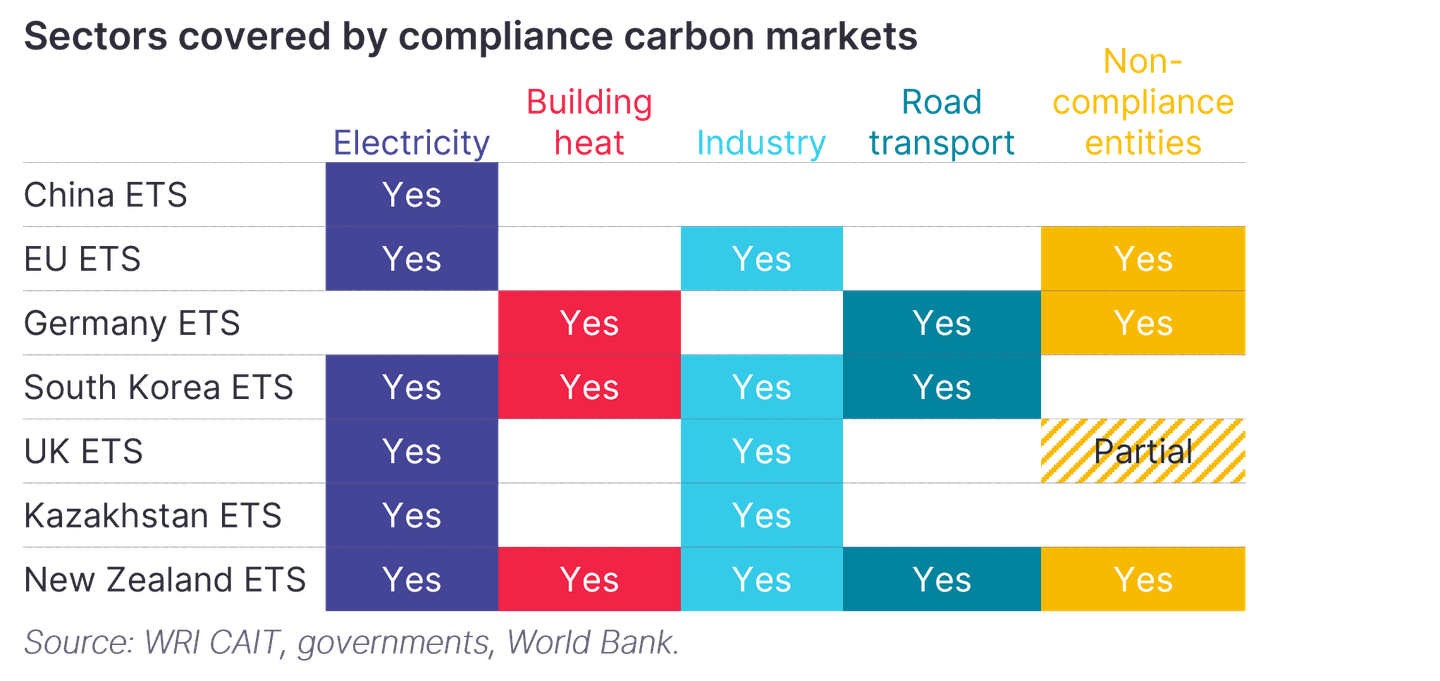 Sectors covered by compliance carbon markets
Electricity
Building
heat
Industry
Road
transport
Non-
compliance
entities
China ETS Yes
EU ETS Yes Yes Yes
Germany ETS Yes Yes Yes
South Korea ETS Yes Yes Yes Yes
UK ETS Yes Yes Partial
Kazakhstan ETS Yes Yes
New Zealand ETS Yes Yes Yes Yes Yes
Source: WRI CAIT, governments, World Bank.